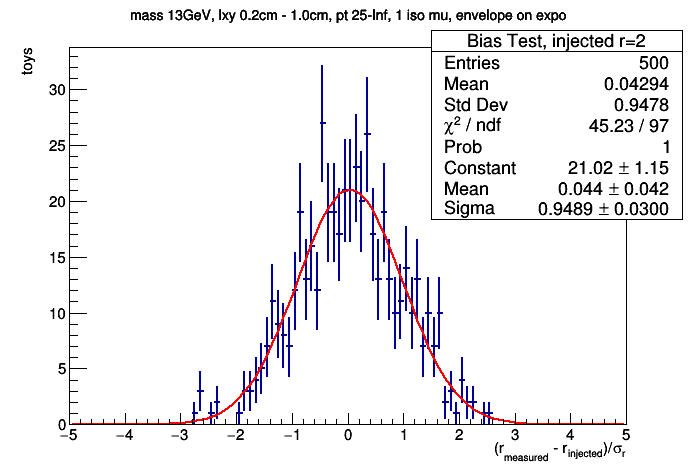 mass 13GeV, lxy 0.2cm - 1.0cm, pt 25-Inf, 1 iso mu, envelope on expo
Bias Test, injected r=2
Entries 500
Mean 0.04294
Std Dev 0.9478
χ² / ndf 45.23 / 97
Prob 1
Constant 21.02 ± 1.15
Mean 0.044 ± 0.042
Sigma 0.9489 ± 0.0300
toys
30
25
20
15
10
5
0
−5 −4 −3 −2 −1 0 1 2 3 4 5
(r_measured - r_injected)/σ_r